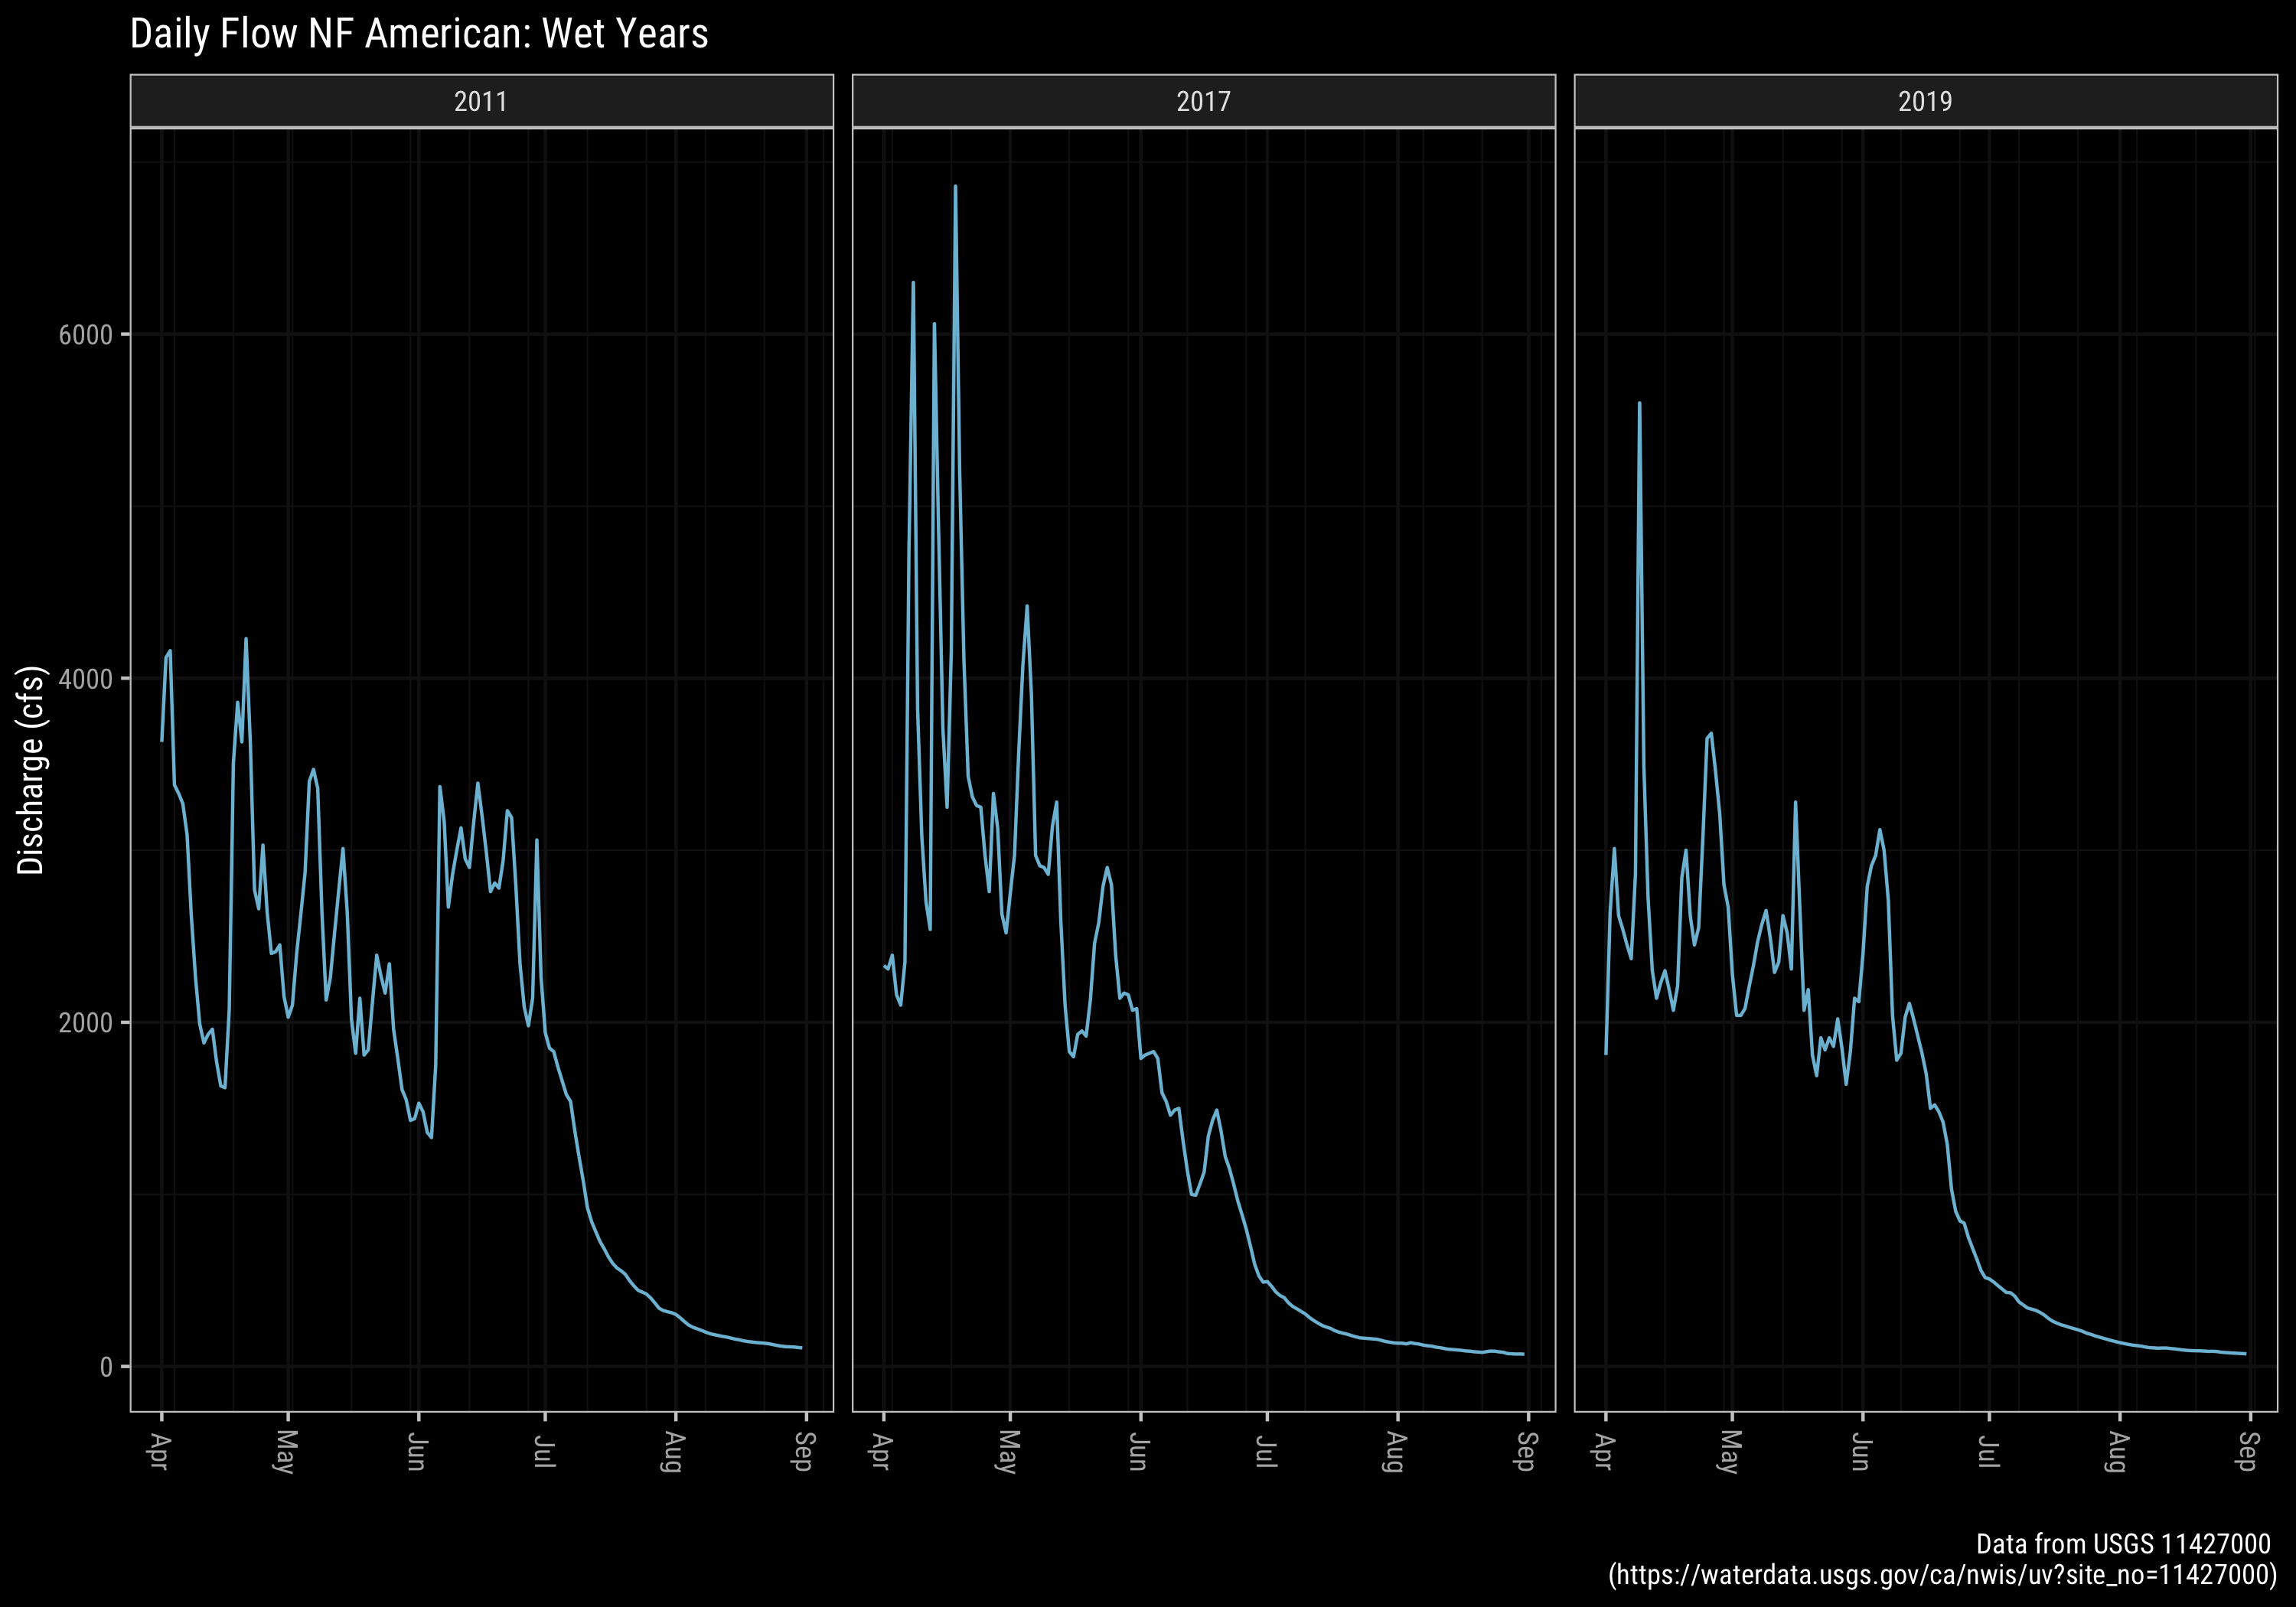 Daily Flow NF American: Wet Years
2011
2017
2019
Discharge (cfs)
6000
4000
2000
0
Apr May Jun Jul Aug Sep
Apr May Jun Jul Aug Sep
Apr May Jun Jul Aug Sep
Data from USGS 11427000
(https://waterdata.usgs.gov/ca/nwis/uv?site_no=11427000)